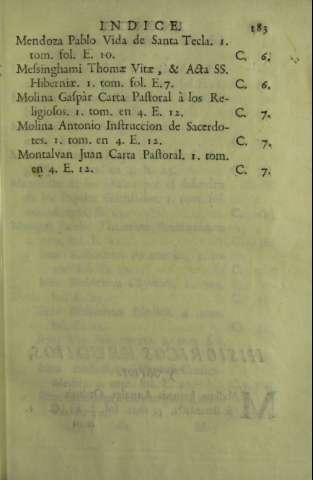 INDICE. 183
Mendoza Pablo Vida de Santa Tecla. 1.
tom. fol. E. 10. C. 6.
Messinghami Thomæ Vitæ, & Acta SS.
Hiberniæ. 1. tom. fol. E. 7. C. 6.
Molina Gaspàr Carta Pastoral à los Re-
ligiosos. 1. tom. en 4. E. 12. C. 7.
Molina Antonio Instruccion de Sacerdo-
tes. 1. tom. en 4. E. 12. C. 7.
Montalvan Juan Carta Pastoral. 1. tom.
en 4. E. 12. C. 7.